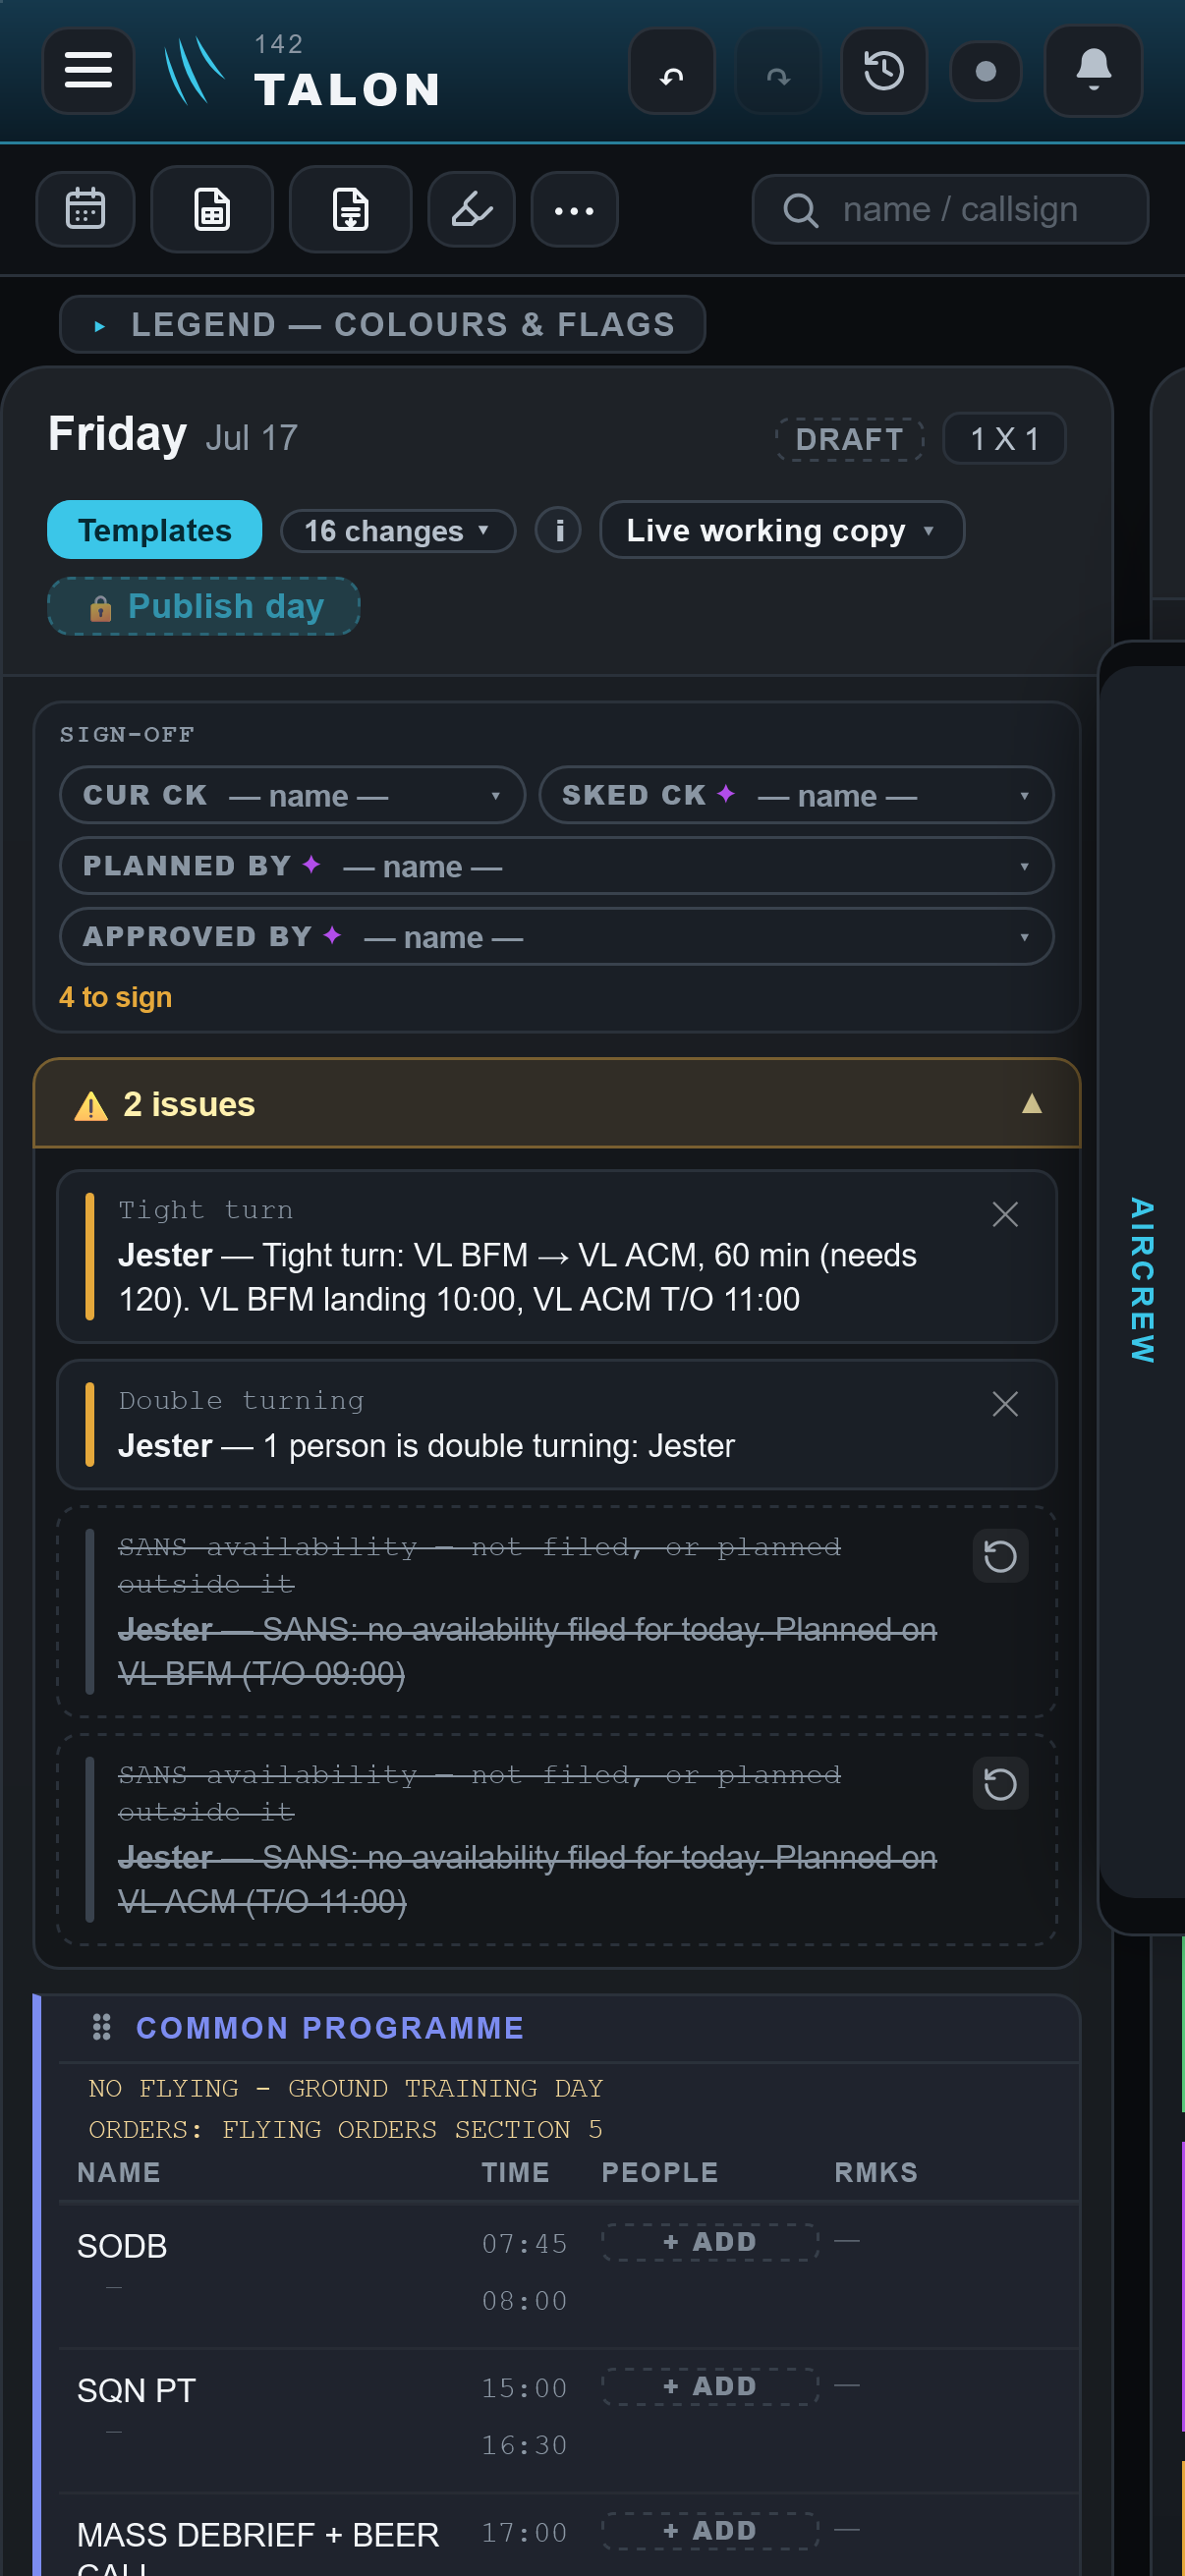 142
TALON
name / callsign
LEGEND — COLOURS & FLAGS
Friday Jul 17 DRAFT 1 X 1
Templates 16 changes i Live working copy
Publish day
SIGN-OFF
CUR CK — name — SKED CK — name —
PLANNED BY — name —
APPROVED BY — name —
4 to sign
2 issues
Tight turn
Jester — Tight turn: VL BFM → VL ACM, 60 min (needs
120). VL BFM landing 10:00, VL ACM T/O 11:00
Double turning
Jester — 1 person is double turning: Jester
SANS availability — not filed, or planned
outside it
Jester — SANS: no availability filed for today. Planned on
VL BFM (T/O 09:00)
SANS availability — not filed, or planned
outside it
Jester — SANS: no availability filed for today. Planned on
VL ACM (T/O 11:00)
AIRCREW
COMMON PROGRAMME
NO FLYING - GROUND TRAINING DAY
ORDERS: FLYING ORDERS SECTION 5
NAME TIME PEOPLE RMKS
SODB 07:45 + ADD —
— 08:00
SQN PT 15:00 + ADD —
— 16:30
MASS DEBRIEF + BEER 17:00 + ADD —
CALL